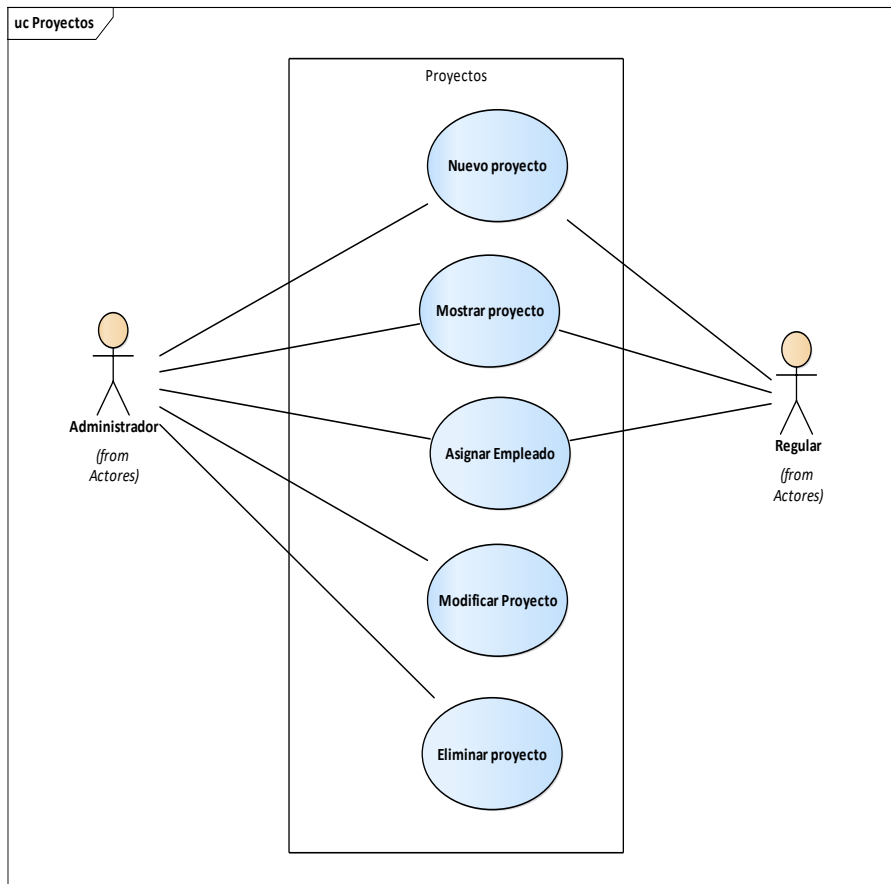 uc Proyectos
Proyectos
Nuevo proyecto
Mostrar proyecto
Administrador
(from
Actores)
Asignar Empleado
Regular
(from
Actores)
Modificar Proyecto
Eliminar proyecto